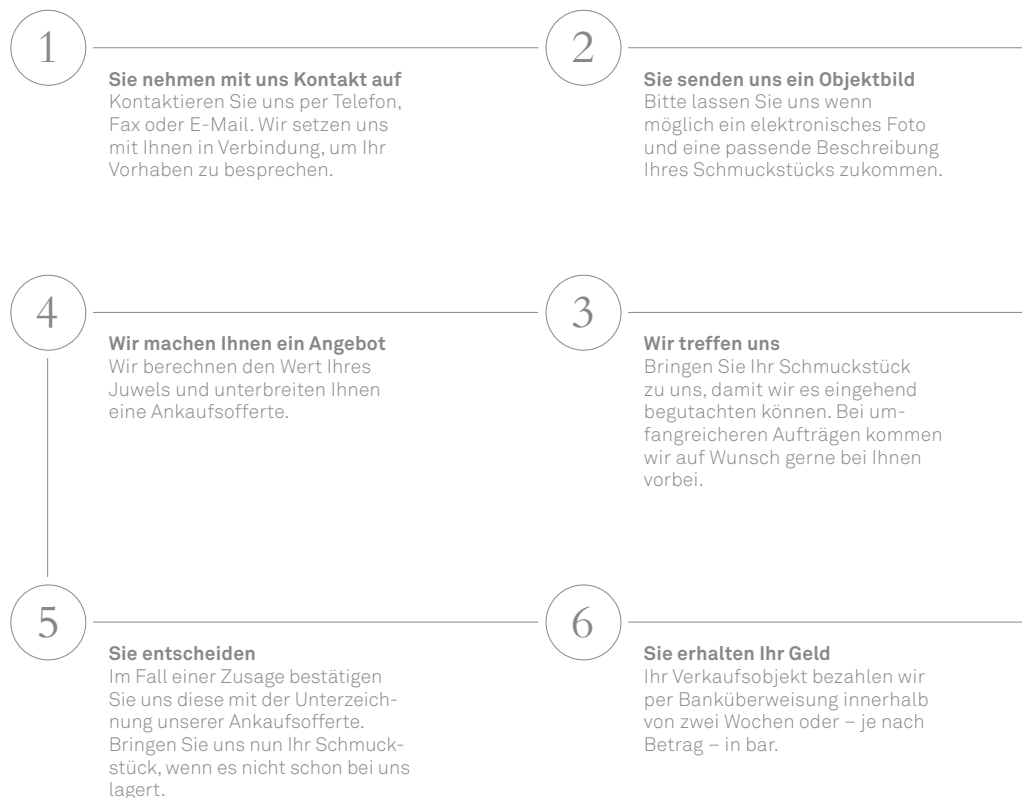 1
Sie nehmen mit uns Kontakt auf
Kontaktieren Sie uns per Telefon,
Fax oder E-Mail. Wir setzen uns
mit Ihnen in Verbindung, um Ihr
Vorhaben zu besprechen.
2
Sie senden uns ein Objektbild
Bitte lassen Sie uns wenn
möglich ein elektronisches Foto
und eine passende Beschreibung
Ihres Schmuckstücks zukommen.
3
Wir treffen uns
Bringen Sie Ihr Schmuckstück
zu uns, damit wir es eingehend
begutachten können. Bei um-
fangreicheren Aufträgen kommen
wir auf Wunsch gerne bei Ihnen
vorbei.
4
Wir machen Ihnen ein Angebot
Wir berechnen den Wert Ihres
Juwels und unterbreiten Ihnen
eine Ankaufsofferte.
5
Sie entscheiden
Im Fall einer Zusage bestätigen
Sie uns diese mit der Unterzeich-
nung unserer Ankaufsofferte.
Bringen Sie uns nun Ihr Schmuck-
stück, wenn es nicht schon bei uns
lagert.
6
Sie erhalten Ihr Geld
Ihr Verkaufsobjekt bezahlen wir
per Banküberweisung innerhalb
von zwei Wochen oder – je nach
Betrag – in bar.